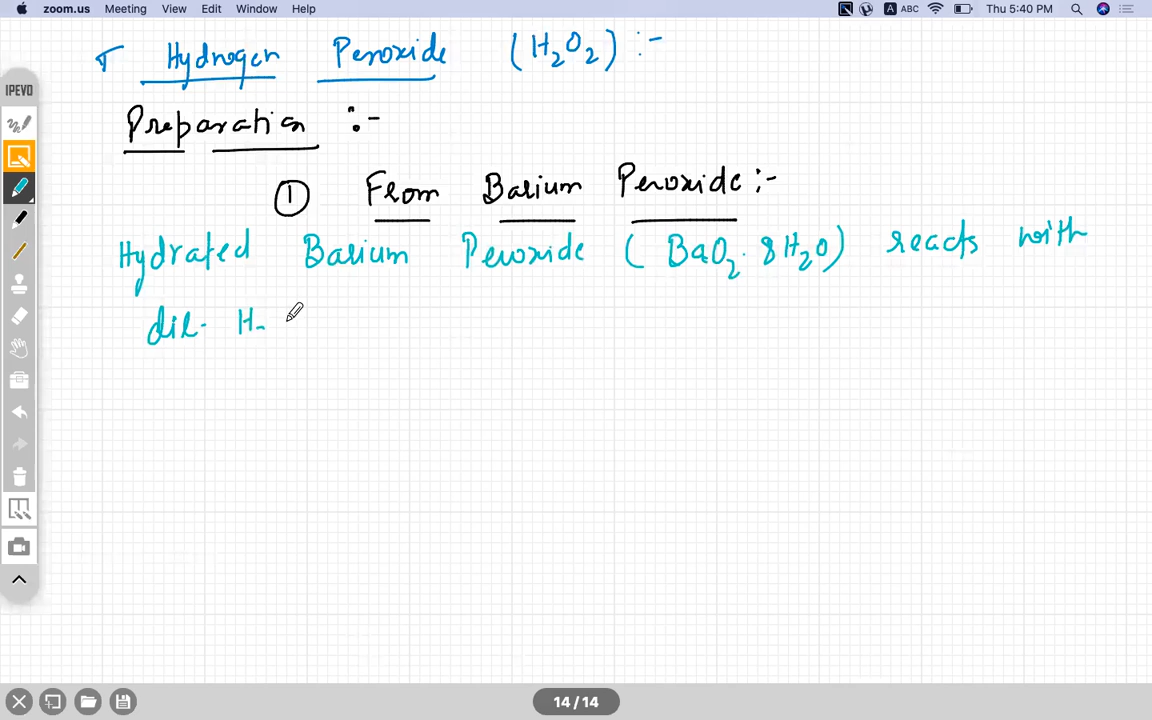 zoom.us Meeting View Edit Window Help ABC Thu 5:40 PM
IPEVO
Hydrogen Peroxide (H₂O₂) :-
Preparation :-
① From Barium Peroxide :-
Hydrated Barium Peroxide (BaO₂. 8H₂O) reacts with
dil. H
14 / 14